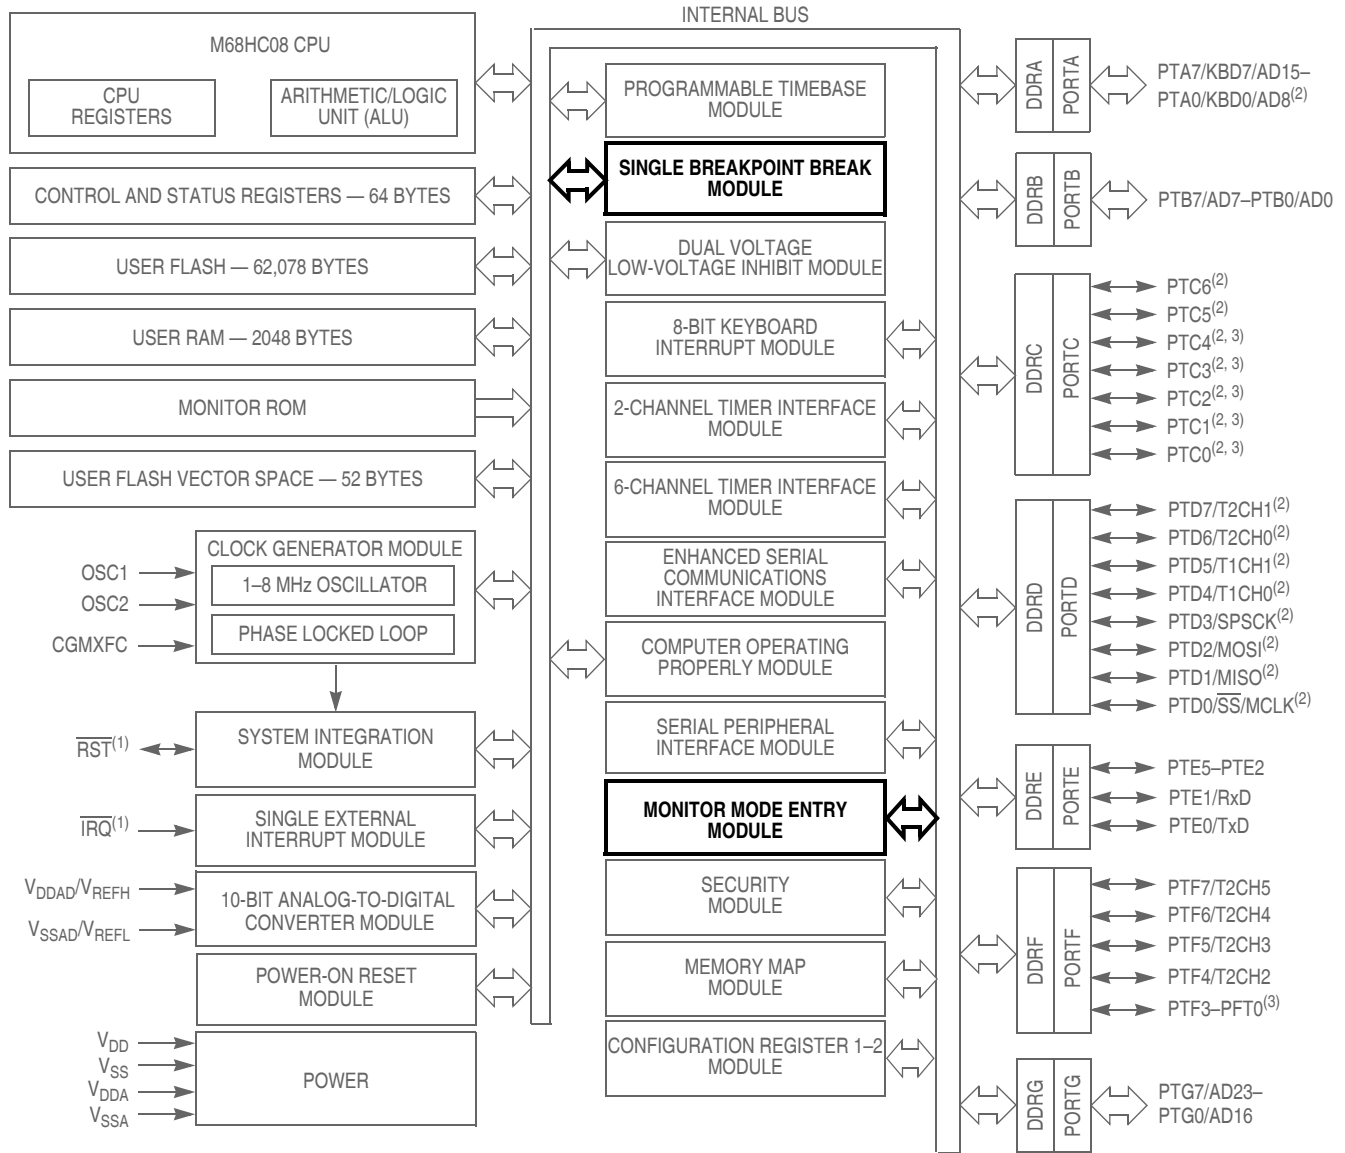 INTERNAL BUS
M68HC08 CPU
CPU
REGISTERS
ARITHMETIC/LOGIC
UNIT (ALU)
CONTROL AND STATUS REGISTERS — 64 BYTES
USER FLASH — 62,078 BYTES
USER RAM — 2048 BYTES
MONITOR ROM
USER FLASH VECTOR SPACE — 52 BYTES
OSC1
OSC2
CGMXFC
CLOCK GENERATOR MODULE
1–8 MHz OSCILLATOR
PHASE LOCKED LOOP
RST(1)
SYSTEM INTEGRATION
MODULE
IRQ(1)
SINGLE EXTERNAL
INTERRUPT MODULE
VDDAD/VREFH
VSSAD/VREFL
10-BIT ANALOG-TO-DIGITAL
CONVERTER MODULE
POWER-ON RESET
MODULE
VDD
VSS
VDDA
VSSA
POWER
PROGRAMMABLE TIMEBASE
MODULE
SINGLE BREAKPOINT BREAK
MODULE
DUAL VOLTAGE
LOW-VOLTAGE INHIBIT MODULE
8-BIT KEYBOARD
INTERRUPT MODULE
2-CHANNEL TIMER INTERFACE
MODULE
6-CHANNEL TIMER INTERFACE
MODULE
ENHANCED SERIAL
COMMUNICATIONS
INTERFACE MODULE
COMPUTER OPERATING
PROPERLY MODULE
SERIAL PERIPHERAL
INTERFACE MODULE
MONITOR MODE ENTRY
MODULE
SECURITY
MODULE
MEMORY MAP
MODULE
CONFIGURATION REGISTER 1–2
MODULE
DDRA
PORTA
PTA7/KBD7/AD15–
PTA0/KBD0/AD8(2)
DDRB
PORTB
PTB7/AD7–PTB0/AD0
DDRC
PORTC
PTC6(2)
PTC5(2)
PTC4(2, 3)
PTC3(2, 3)
PTC2(2, 3)
PTC1(2, 3)
PTC0(2, 3)
DDRD
PORTD
PTD7/T2CH1(2)
PTD6/T2CH0(2)
PTD5/T1CH1(2)
PTD4/T1CH0(2)
PTD3/SPSCK(2)
PTD2/MOSI(2)
PTD1/MISO(2)
PTD0/SS/MCLK(2)
DDRE
PORTE
PTE5–PTE2
PTE1/RxD
PTE0/TxD
DDRF
PORTF
PTF7/T2CH5
PTF6/T2CH4
PTF5/T2CH3
PTF4/T2CH2
PTF3–PFT0(3)
DDRG
PORTG
PTG7/AD23–
PTG0/AD16